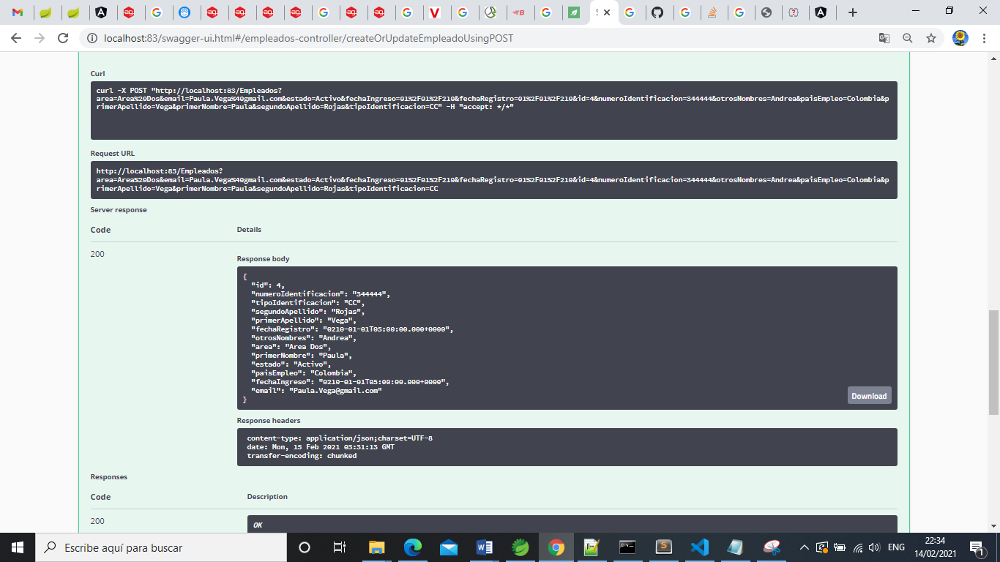 localhost:83/swagger-ui.html#/empleados-controller/createOrUpdateEmpleadoUsingPOST
Curl
curl -X POST "http://localhost:83/Empleados?
area=Area%20Dos&email=Paula.Vega%40gmail.com&estado=Activo&fechaIngreso=01%2F01%2F210&fechaRegistro=01%2F01%2F210&id=4&numeroIdentificacion=344444&otrosNombres=Andrea&paisEmpleo=Colombia&p
rimerApellido=Vega&primerNombre=Paula&segundoApellido=Rojas&tipoIdentificacion=CC" -H "accept: */*"
Request URL
http://localhost:83/Empleados?
area=Area%20Dos&email=Paula.Vega%40gmail.com&estado=Activo&fechaIngreso=01%2F01%2F210&fechaRegistro=01%2F01%2F210&id=4&numeroIdentificacion=344444&otrosNombres=Andrea&paisEmpleo=Colombia&p
rimerApellido=Vega&primerNombre=Paula&segundoApellido=Rojas&tipoIdentificacion=CC
Server response
Code Details
200
Response body
{
"id": 4,
"numeroIdentificacion": "344444",
"tipoIdentificacion": "CC",
"segundoApellido": "Rojas",
"primerApellido": "Vega",
"fechaRegistro": "0210-01-01T05:00:00.000+0000",
"otrosNombres": "Andrea",
"area": "Area Dos",
"primerNombre": "Paula",
"estado": "Activo",
"paisEmpleo": "Colombia",
"fechaIngreso": "0210-01-01T05:00:00.000+0000",
"email": "Paula.Vega@gmail.com"
}
Download
Response headers
content-type: application/json;charset=UTF-8
date: Mon, 15 Feb 2021 03:31:13 GMT
transfer-encoding: chunked
Responses
Code Description
200 OK
Escribe aquí para buscar
ENG
22:34
14/02/2021
1